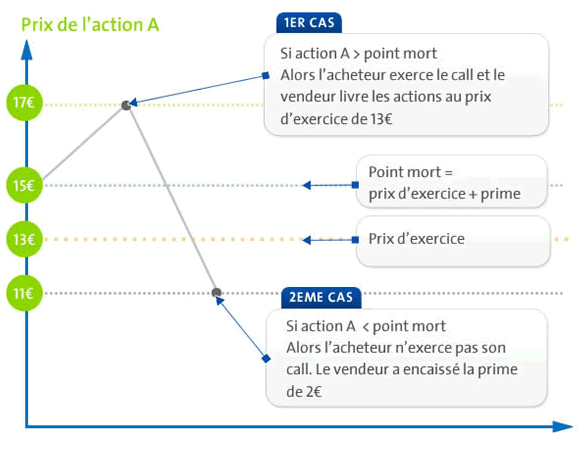 Prix de l'action A
1ER CAS
Si action A > point mort
Alors l'acheteur exerce le call et le
vendeur livre les actions au prix
d'exercice de 13€
17€
Point mort =
prix d'exercice + prime
15€
Prix d'exercice
13€
11€
2EME CAS
Si action A < point mort
Alors l'acheteur n'exerce pas son
call. Le vendeur a encaissé la prime
de 2€